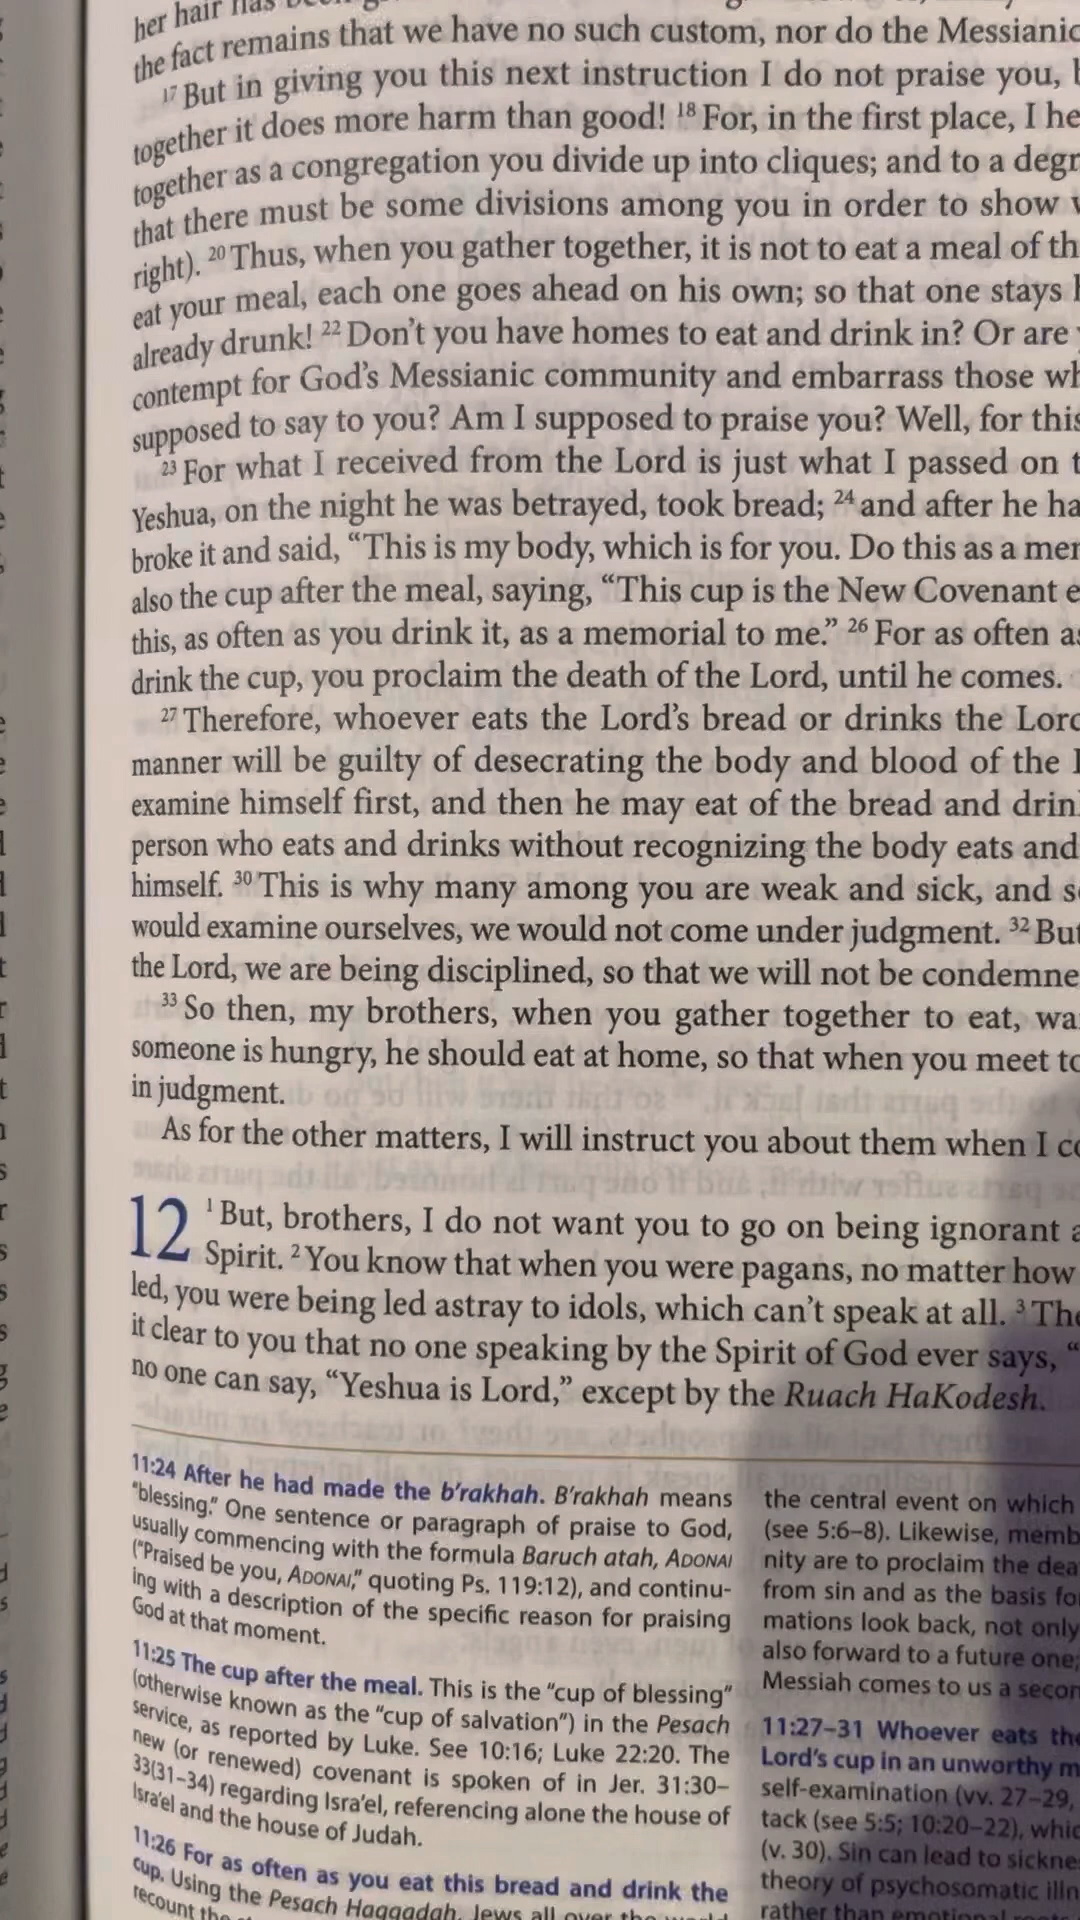 her hair has been
the fact remains that we have no such custom, nor do the Messianic
17 But in giving you this next instruction I do not praise you,
together it does more harm than good! 18 For, in the first place, I he
together as a congregation you divide up into cliques; and to a degr
that there must be some divisions among you in order to show
right). 20 Thus, when you gather together, it is not to eat a meal of th
eat your meal, each one goes ahead on his own; so that one stays
already drunk! 22 Don't you have homes to eat and drink in? Or are
contempt for God's Messianic community and embarrass those wh
supposed to say to you? Am I supposed to praise you? Well, for this
23 For what I received from the Lord is just what I passed on t
Yeshua, on the night he was betrayed, took bread; 24 and after he ha
broke it and said, "This is my body, which is for you. Do this as a mem
also the cup after the meal, saying, "This cup is the New Covenant e
this, as often as you drink it, as a memorial to me." 26 For as often as
drink the cup, you proclaim the death of the Lord, until he comes.
27 Therefore, whoever eats the Lord's bread or drinks the Lord
manner will be guilty of desecrating the body and blood of the
examine himself first, and then he may eat of the bread and drin
person who eats and drinks without recognizing the body eats and
himself. 30 This is why many among you are weak and sick, and s
would examine ourselves, we would not come under judgment. 32 But
the Lord, we are being disciplined, so that we will not be condemne
33 So then, my brothers, when you gather together to eat, wa
someone is hungry, he should eat at home, so that when you meet to
in judgment.
As for the other matters, I will instruct you about them when I co
12 1 But, brothers, I do not want you to go on being ignorant a
Spirit. 2 You know that when you were pagans, no matter how
led, you were being led astray to idols, which can't speak at all. 3 The
it clear to you that no one speaking by the Spirit of God ever says, "
no one can say, "Yeshua is Lord," except by the Ruach HaKodesh.
11:24 After he had made the b'rakhah. B'rakhah means
"blessing." One sentence or paragraph of praise to God,
usually commencing with the formula Baruch atah, ADONAI
("Praised be you, ADONAI," quoting Ps. 119:12), and continu-
ing with a description of the specific reason for praising
God at that moment.
11:25 The cup after the meal. This is the "cup of blessing"
(otherwise known as the "cup of salvation") in the Pesach
service, as reported by Luke. See 10:16; Luke 22:20. The
new (or renewed) covenant is spoken of in Jer. 31:30–
33(31–34) regarding Isra'el, referencing alone the house of
Isra'el and the house of Judah.
11:26 For as often as you eat this bread and drink the
cup. Using the Pesach Haggadah, Jews all over the world
recount the
the central event on which
(see 5:6–8). Likewise, memb
nity are to proclaim the dea
from sin and as the basis for
mations look back, not only
also forward to a future one;
Messiah comes to us a secon
11:27–31 Whoever eats the
Lord's cup in an unworthy m
self-examination (vv. 27–29,
tack (see 5:5; 10:20–22), whic
(v. 30). Sin can lead to sickne
theory of psychosomatic illn
rather than emotional